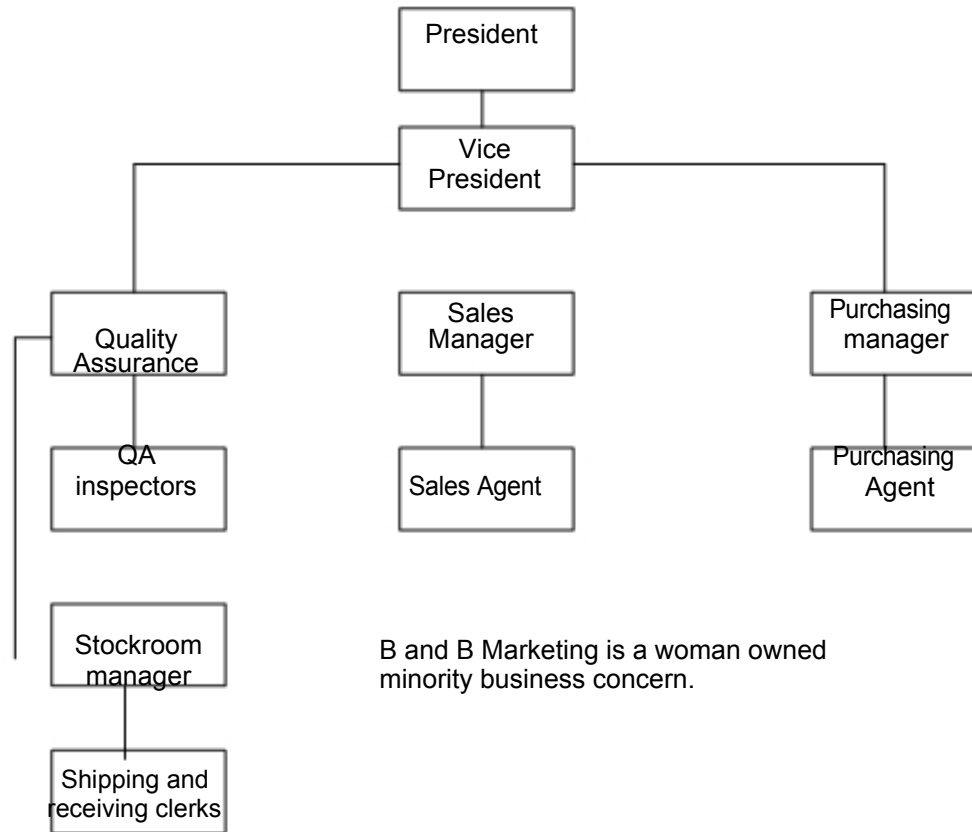 President
Vice
President
Quality
Assurance
Sales
Manager
Purchasing
manager
QA
inspectors
Sales Agent
Purchasing
Agent
Stockroom
manager
B and B Marketing is a woman owned
minority business concern.
Shipping and
receiving clerks